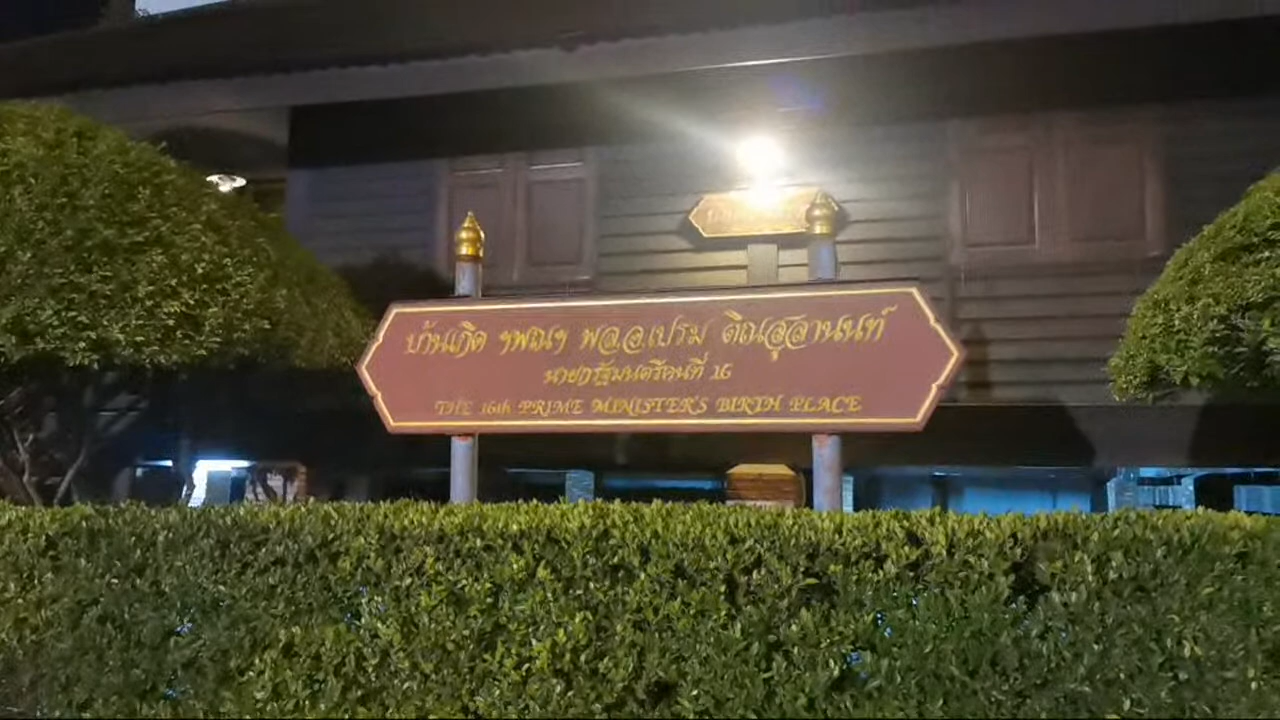 บ้านเกิด ฯพณฯ พล.อ.เปรม ติณสูลานนท์
นายกรัฐมนตรีคนที่ 16
THE 16th PRIME MINISTER'S BIRTH PLACE